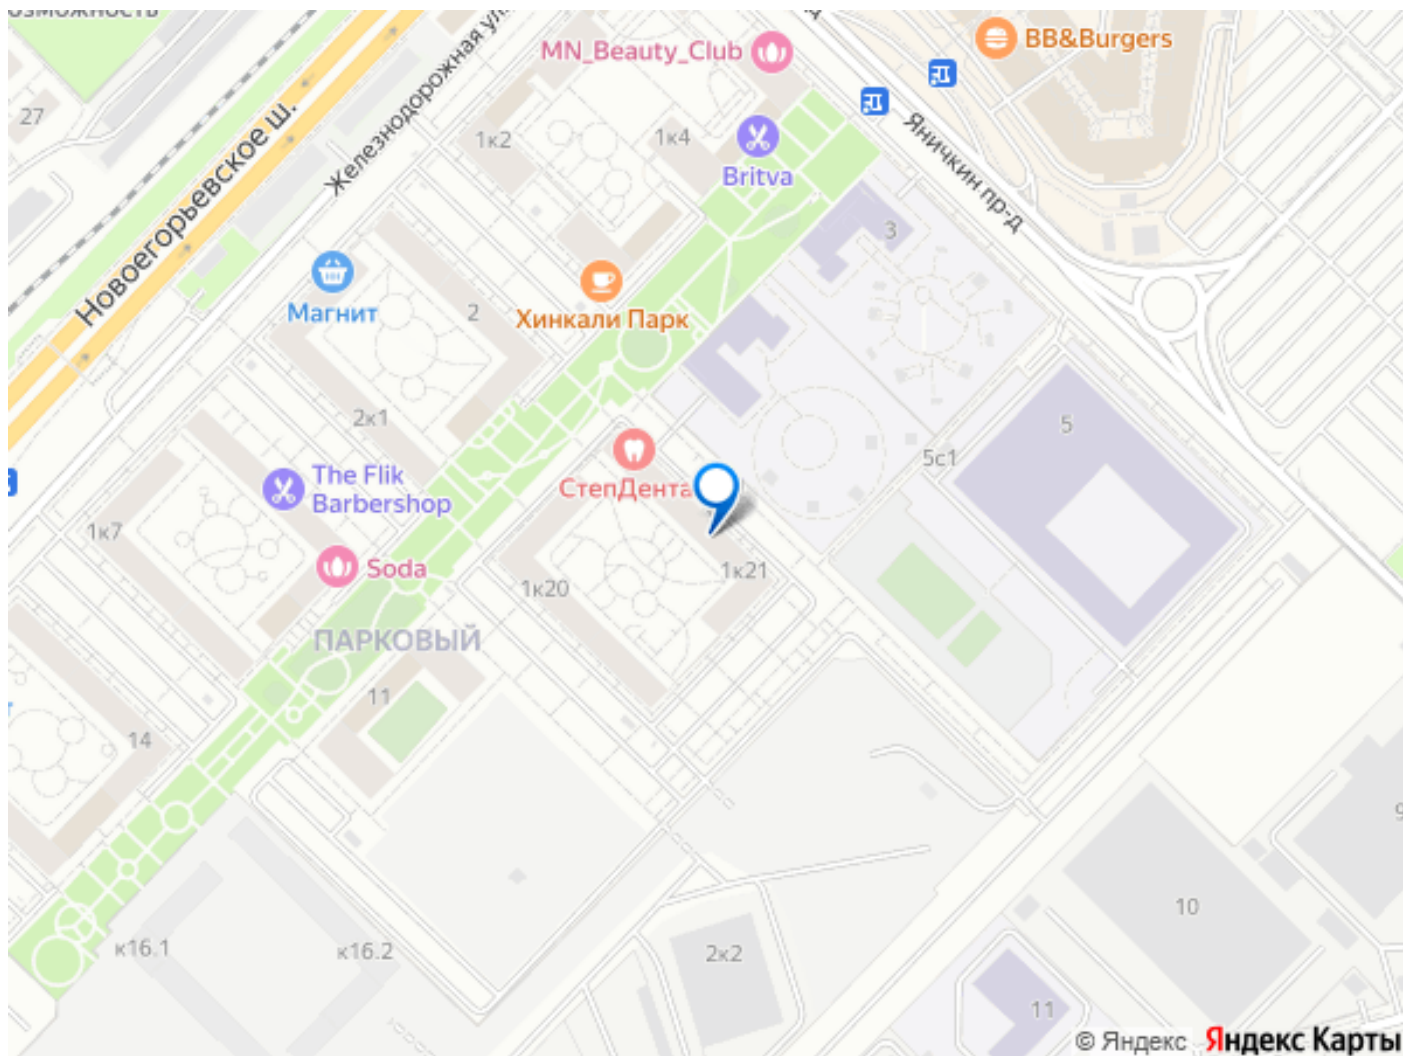 27
Новоегорьевское ш.
Железнодорожная ул.
MN_Beauty_Club
BB&Burgers
1к2
1к4
Britva
Яничкин пр-д
3
Магнит
2
Хинкали Парк
2к1
5
5с1
The Flik
Barbershop
СтепДента
1к7
Soda
1к20
1к21
ПАРКОВЫЙ
11
14
10
9
к16.1
к16.2
2к2
11
© Яндекс Яндекс Карты